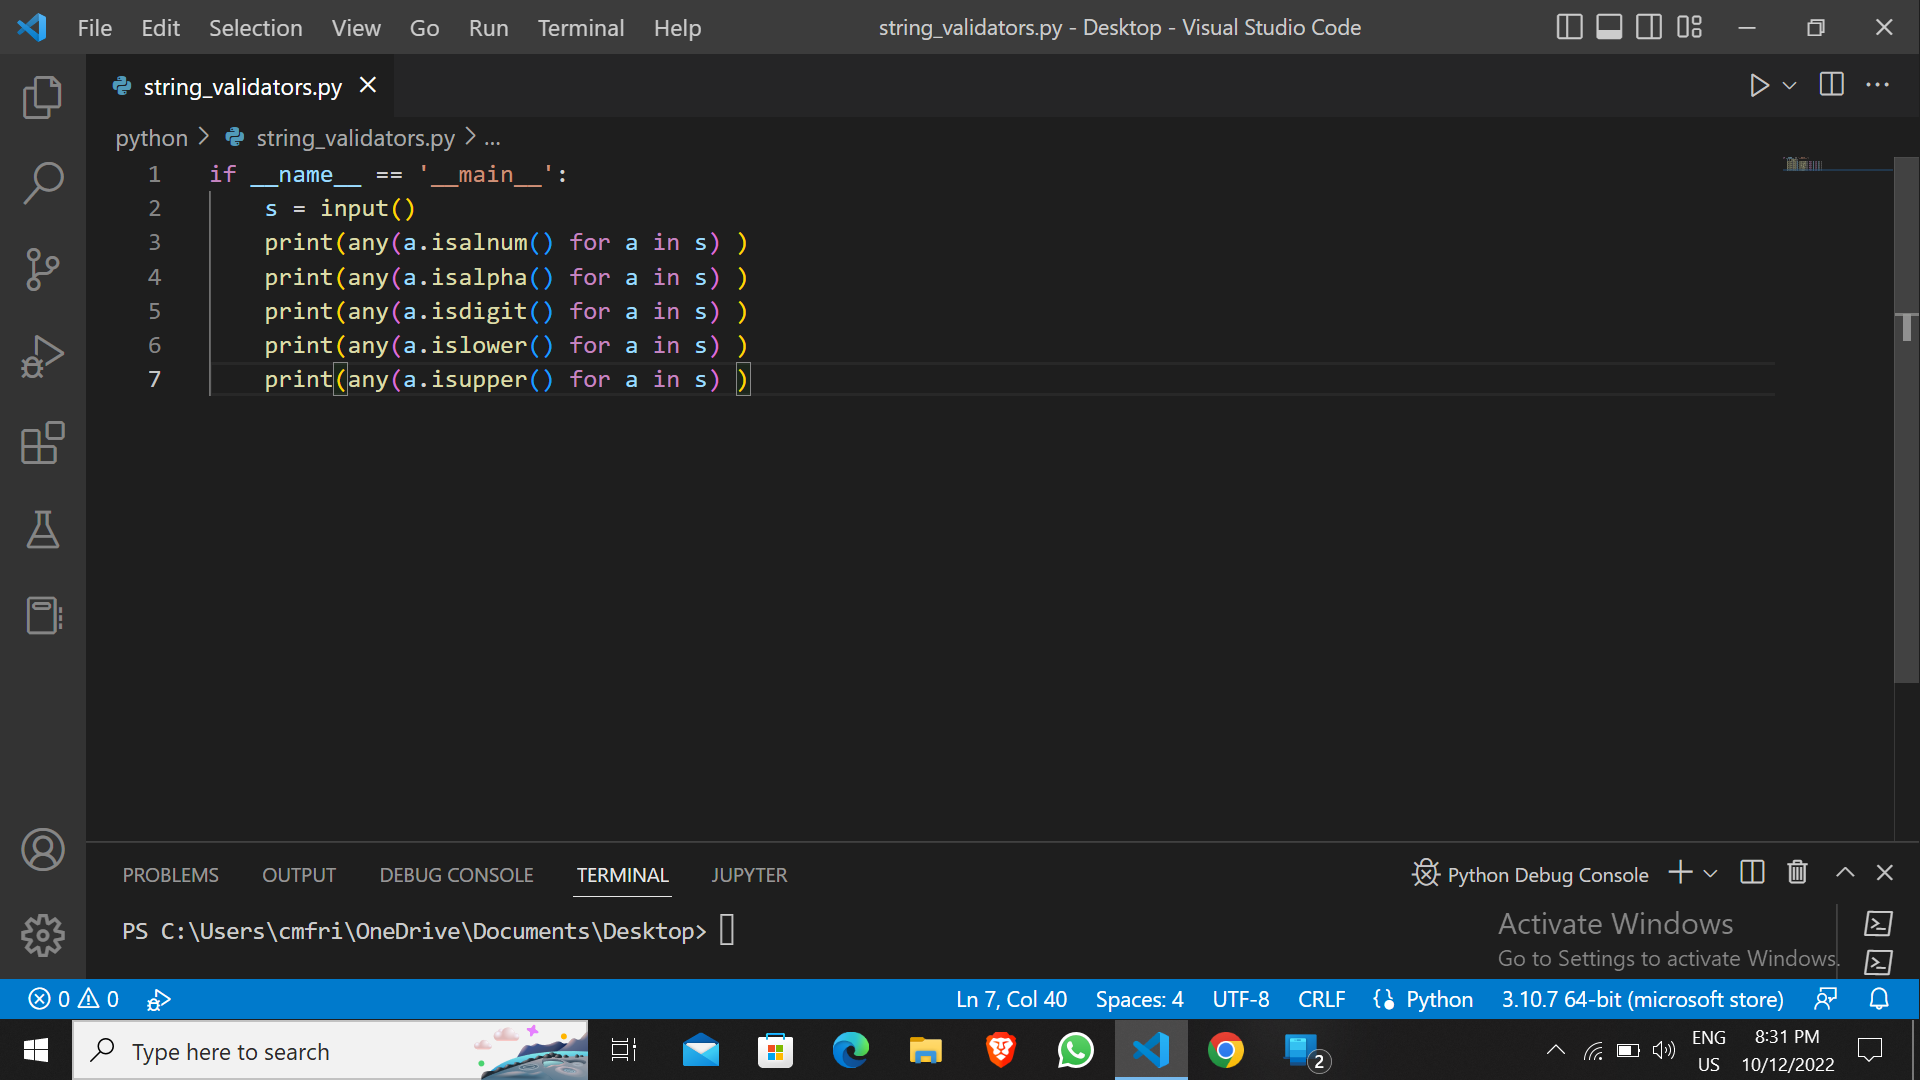 File Edit Selection View Go Run Terminal Help string_validators.py - Desktop - Visual Studio Code
string_validators.py
python > string_validators.py > ...
1 if __name__ == '__main__':
2     s = input()
3     print(any(a.isalnum() for a in s) )
4     print(any(a.isalpha() for a in s) )
5     print(any(a.isdigit() for a in s) )
6     print(any(a.islower() for a in s) )
7     print(any(a.isupper() for a in s) )
PROBLEMS OUTPUT DEBUG CONSOLE TERMINAL JUPYTER Python Debug Console
PS C:\Users\cmfri\OneDrive\Documents\Desktop>
Activate Windows
Go to Settings to activate Windows.
0 0 Ln 7, Col 40 Spaces: 4 UTF-8 CRLF Python 3.10.7 64-bit (microsoft store)
Type here to search 2
ENG 8:31 PM
US 10/12/2022